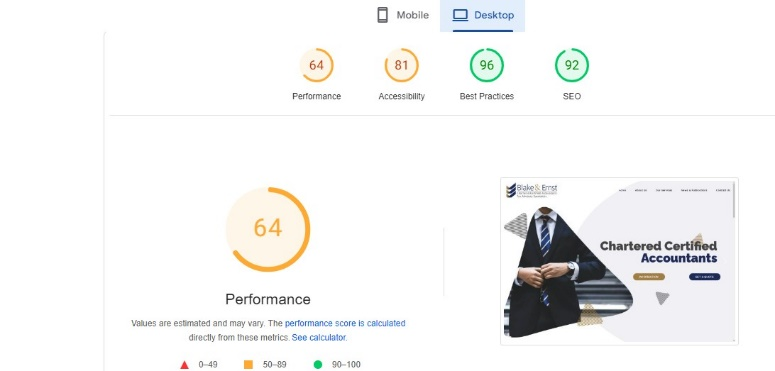 Mobile
Desktop
64
81
96
92
Performance
Accessibility
Best Practices
SEO
64
Performance
Values are estimated and may vary. The performance score is calculated
directly from these metrics. See calculator.
0–49
50–89
90–100
Blake & Ernst
Chartered Certified
Accountants